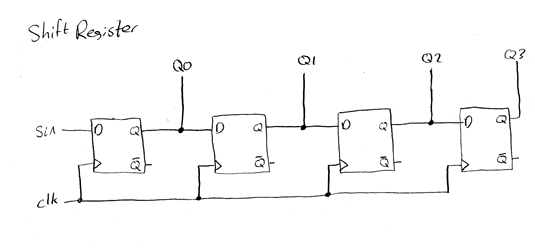 Shift Register
Q0 Q1 Q2 Q3
Sin D Q D Q D Q D Q
Q̅ Q̅ Q̅ Q̅
clk